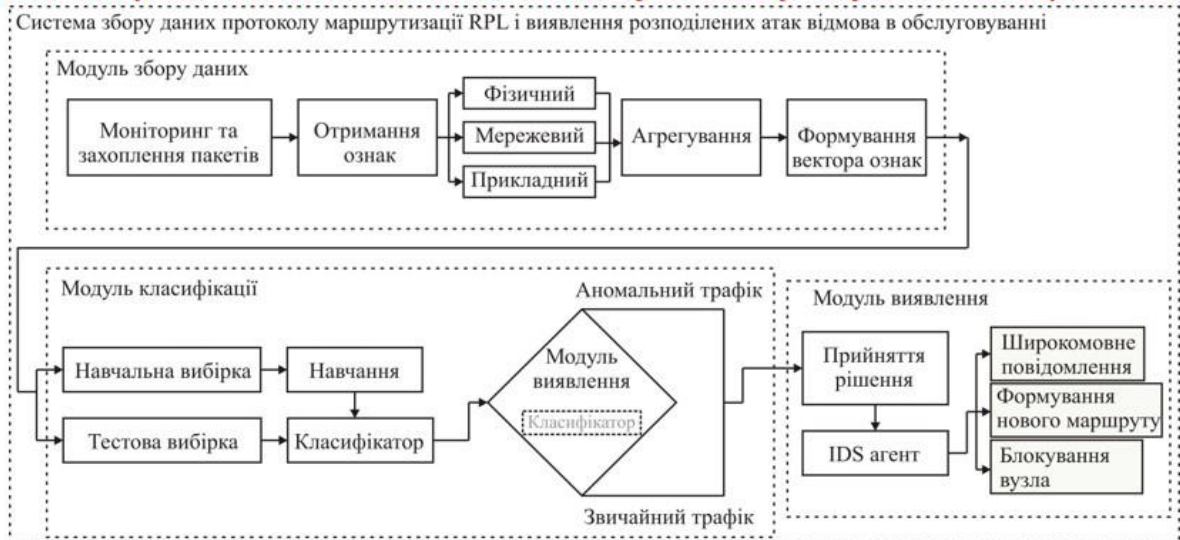 Система збору даних протоколу маршрутизації RPL і виявлення розподілених атак відмова в обслуговуванні
Модуль збору даних
Моніторинг та
захоплення пакетів
Отримання
ознак
Фізичний
Мережевий
Прикладний
Агрегування
Формування
вектора ознак
Модуль класифікації
Навчальна вибірка
Навчання
Тестова вибірка
Класифікатор
Аномальний трафік
Модуль
виявлення
Класифікатор
Звичайний трафік
Модуль виявлення
Прийняття
рішення
IDS агент
Широкомовне
повідомлення
Формування
нового маршруту
Блокування
вузла